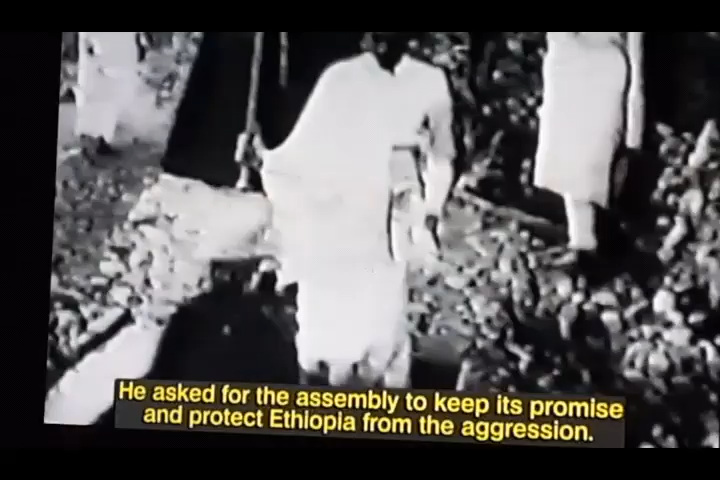 He asked for the assembly to keep its promise
and protect Ethiopia from the aggression.